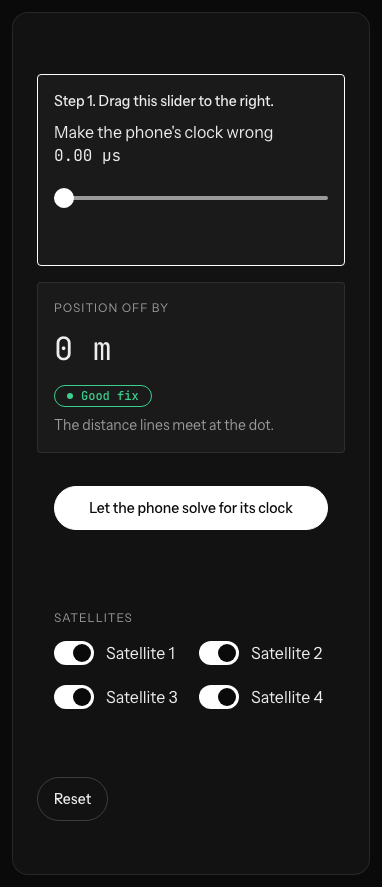 Step 1. Drag this slider to the right.
Make the phone's clock wrong
0.00 µs
POSITION OFF BY
0 m
Good fix
The distance lines meet at the dot.
Let the phone solve for its clock
SATELLITES
Satellite 1 Satellite 2
Satellite 3 Satellite 4
Reset